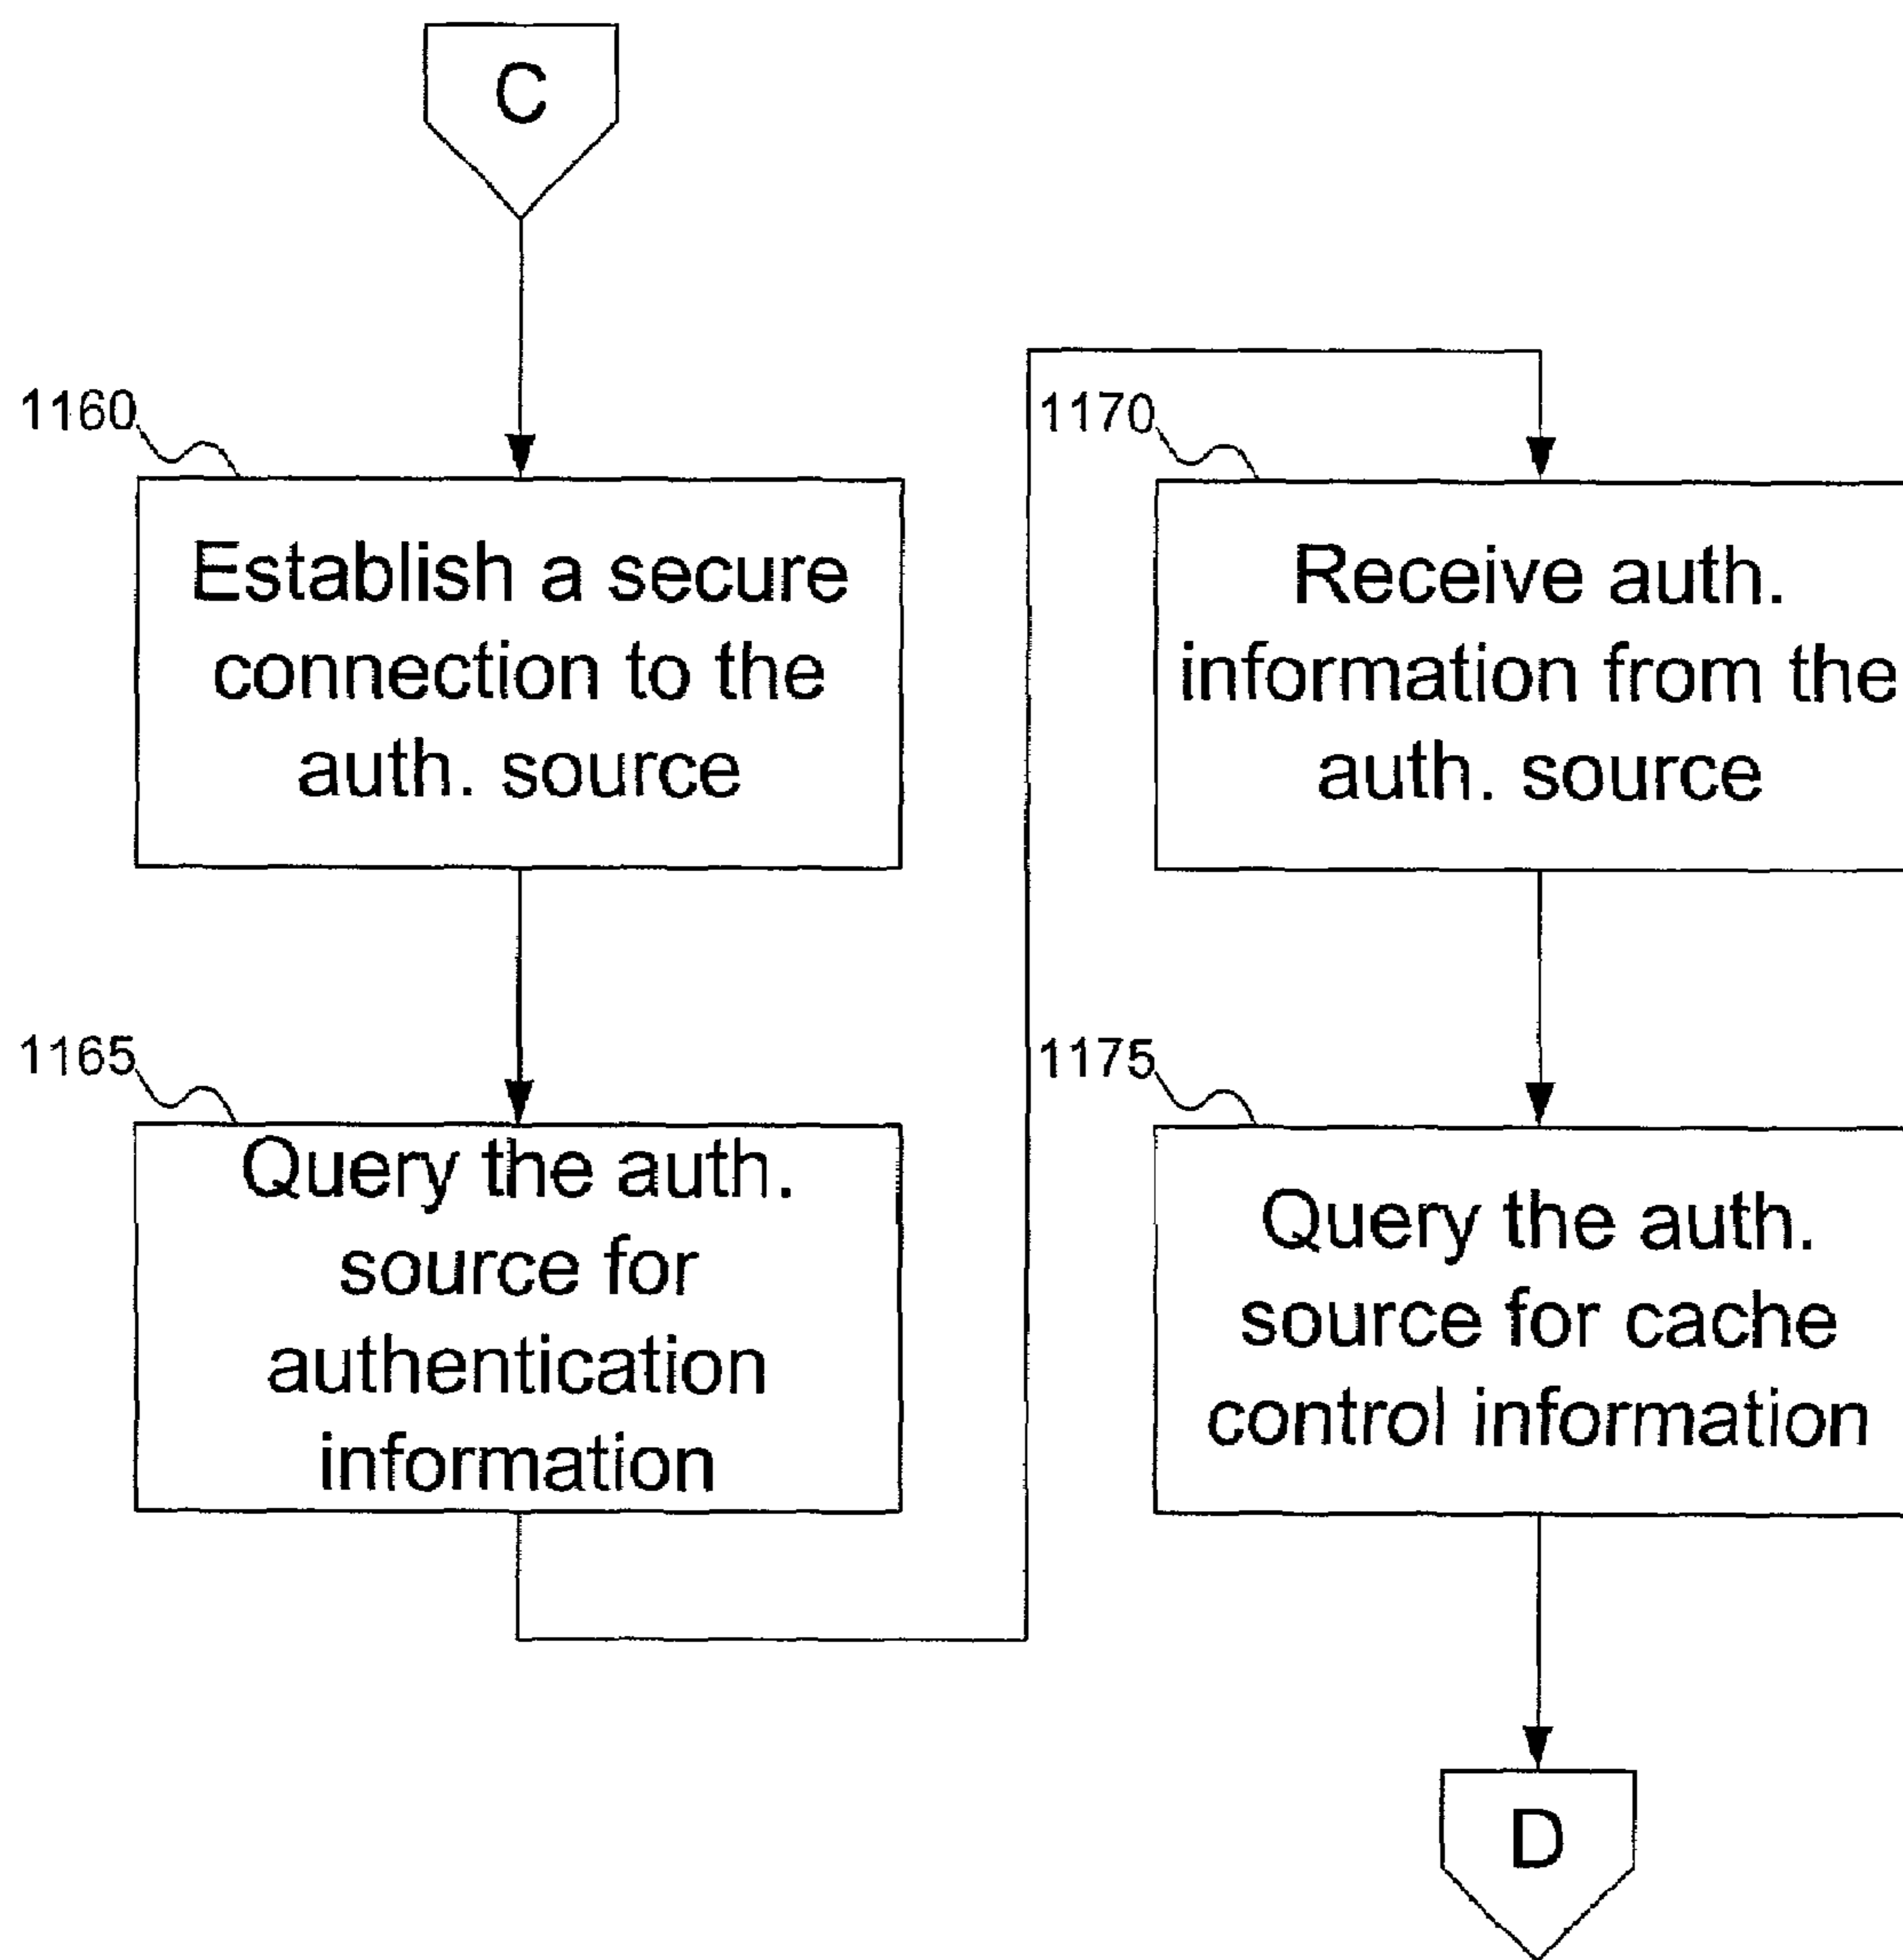 C
1160
Establish a secure
connection to the
auth. source
1165
Query the auth.
source for
authentication
information
1170
Receive auth.
information from the
auth. source
1175
Query the auth.
source for cache
control information
D